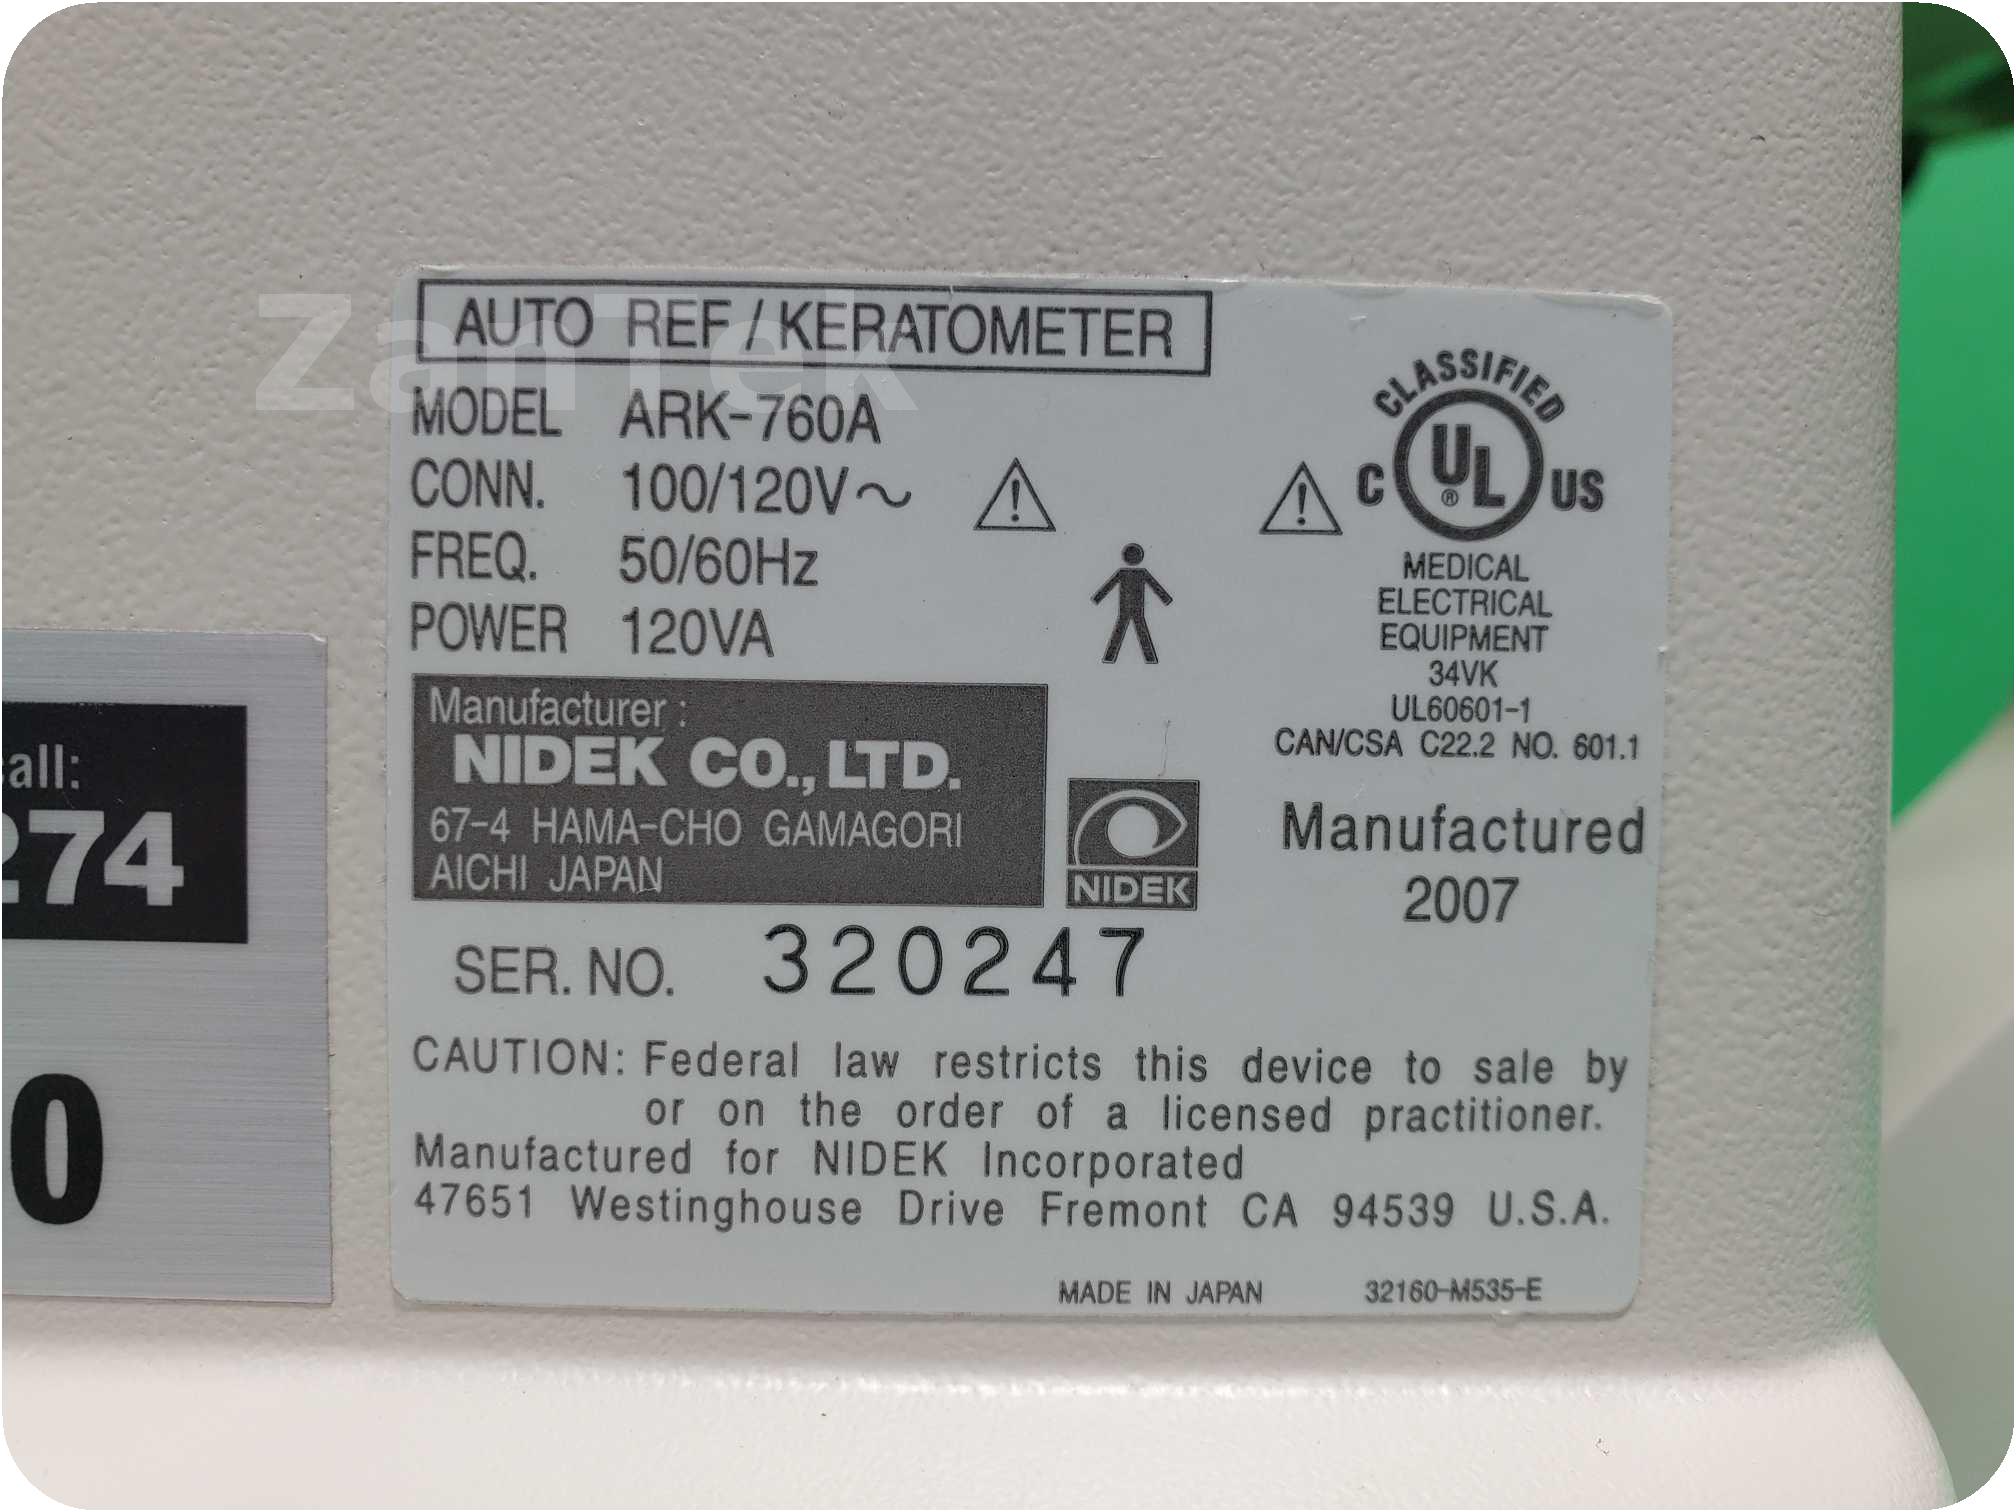 ZanTek
AUTO REF/KERATOMETER
MODEL ARK-760A
CONN. 100/120V~
FREQ. 50/60Hz
POWER 120VA
CLASSIFIED
C UL® US
MEDICAL
ELECTRICAL
EQUIPMENT
34VK
UL60601-1
CAN/CSA C22.2 NO. 601.1
Manufacturer:
NIDEK CO., LTD.
67-4 HAMA-CHO GAMAGORI
AICHI JAPAN
NIDEK
Manufactured
2007
SER. NO. 320247
CAUTION: Federal law restricts this device to sale by
or on the order of a licensed practitioner.
Manufactured for NIDEK Incorporated
47651 Westinghouse Drive Fremont CA 94539 U.S.A.
MADE IN JAPAN 32160-M535-E
all:
274
0